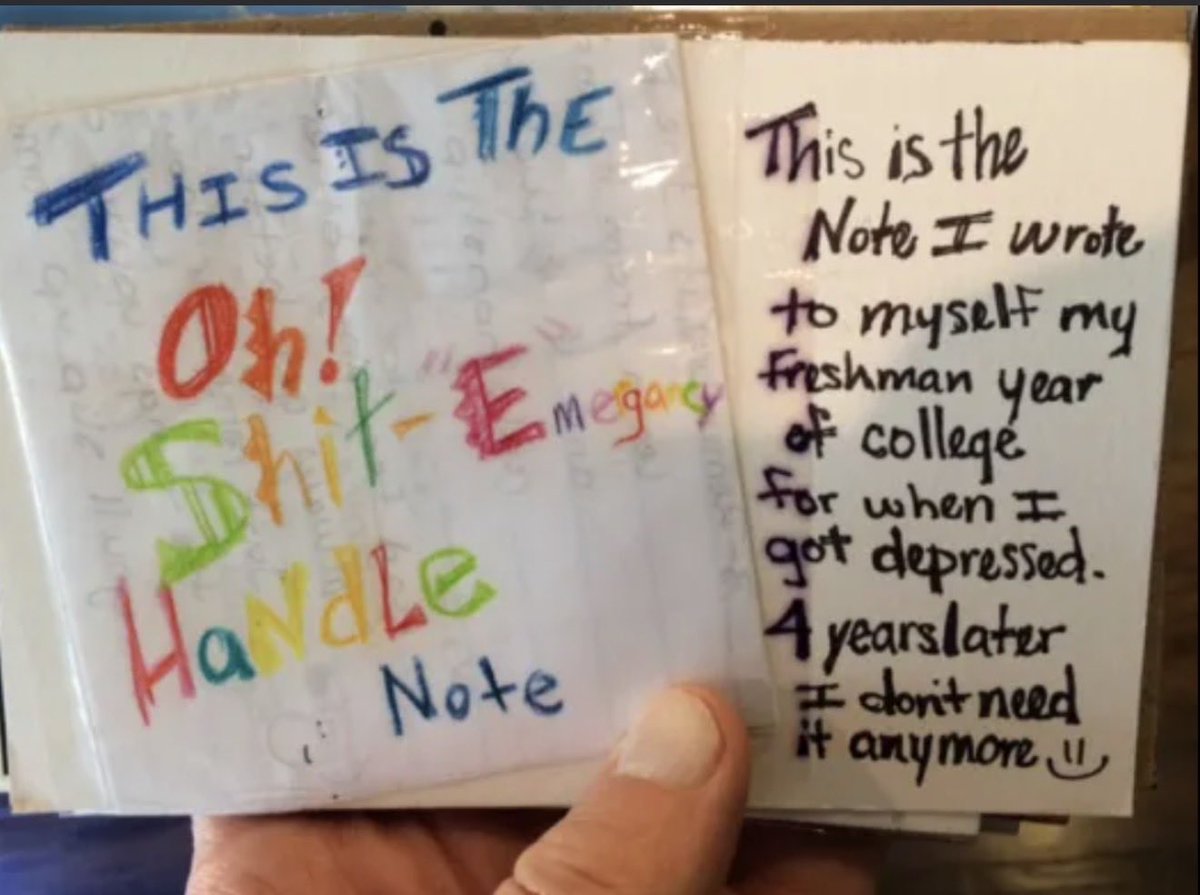 THIS IS ThE
Oh!
Shit- "Emergancy"
HaNdLe
Note
This is the
Note I wrote
to myself my
freshman year
of college
for when I
got depressed.
4 years later
I don't need
it anymore